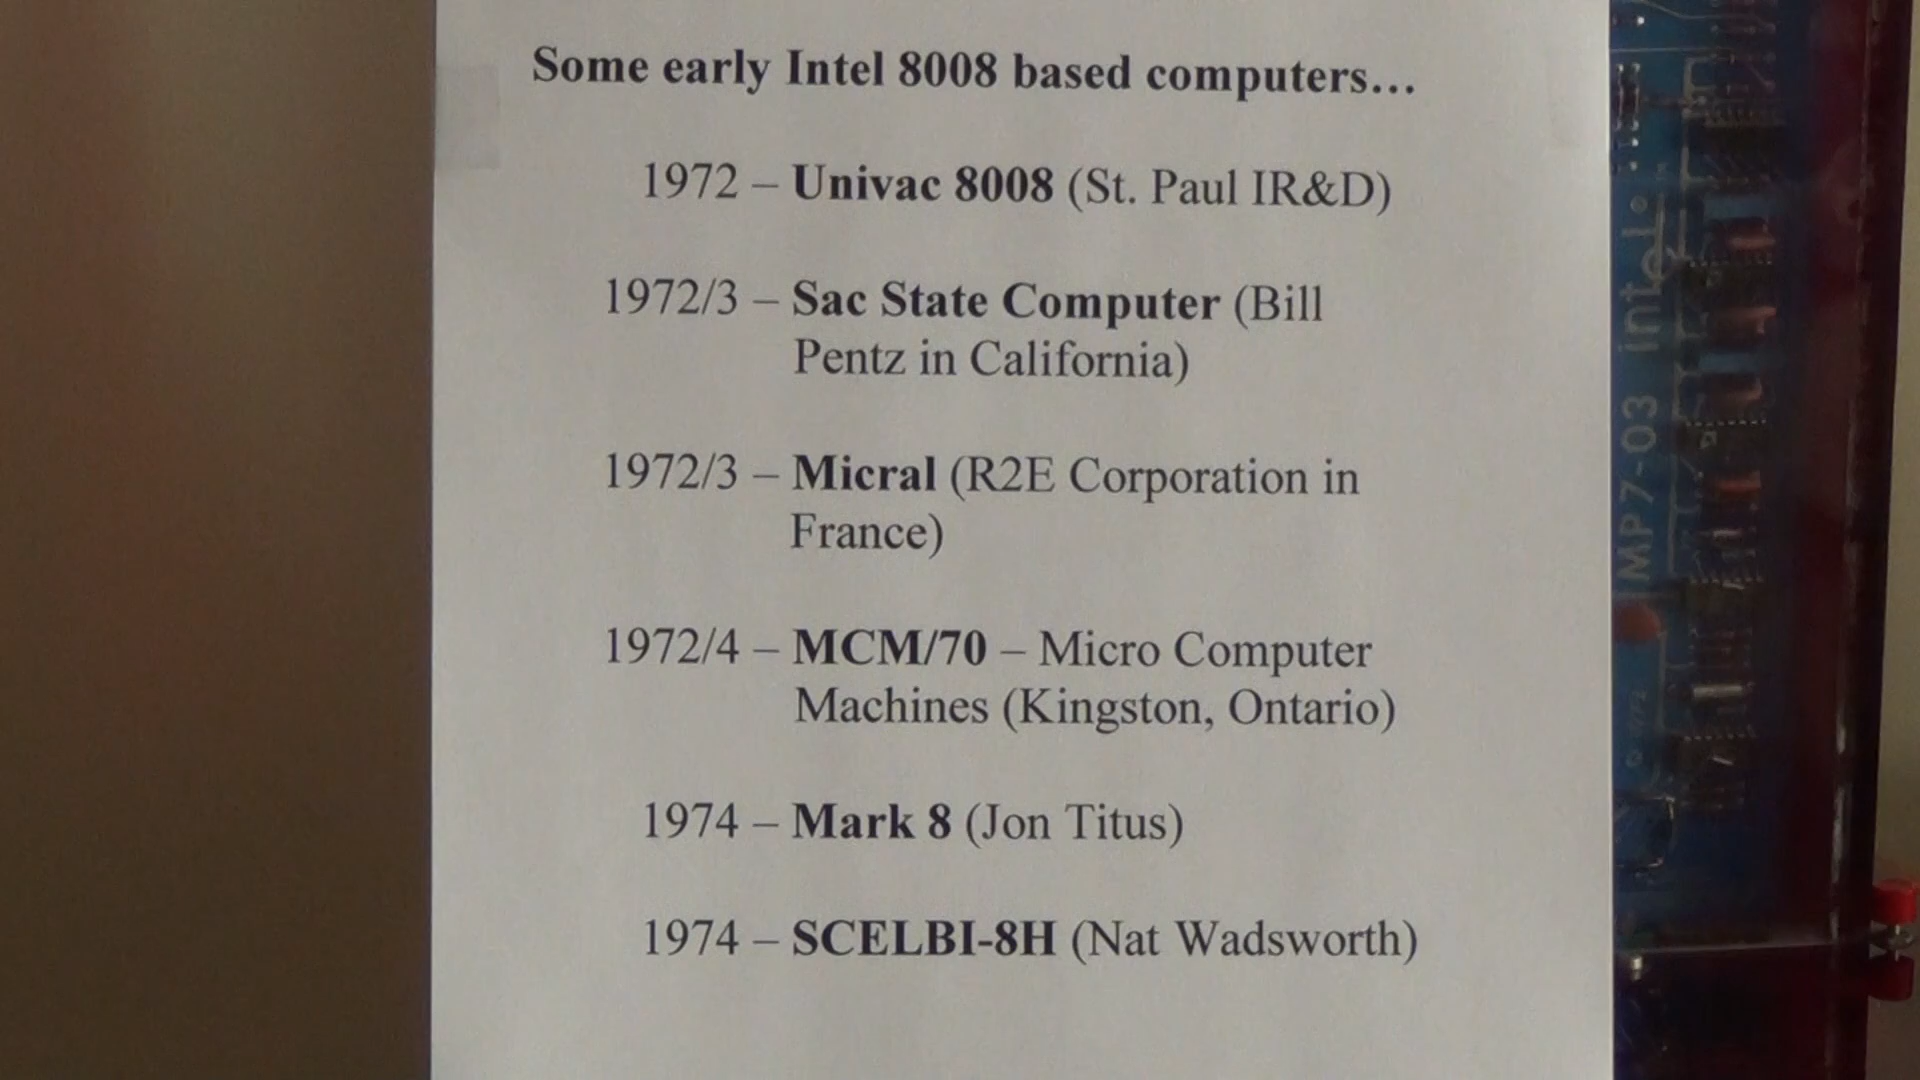 Some early Intel 8008 based computers...
1972 – Univac 8008 (St. Paul IR&D)
1972/3 – Sac State Computer (Bill
Pentz in California)
1972/3 – Micral (R2E Corporation in
France)
1972/4 – MCM/70 – Micro Computer
Machines (Kingston, Ontario)
1974 – Mark 8 (Jon Titus)
1974 – SCELBI-8H (Nat Wadsworth)
IMP7-03 intel